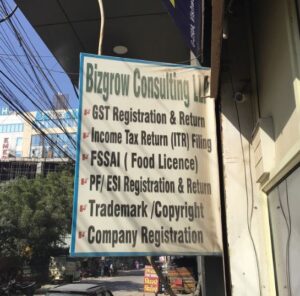 Bizgrow Consulting
GST Registration & Return
Income Tax Return (ITR) Filing
FSSAI ( Food Licence)
PF/ ESI Registration & Return
Trademark /Copyright
Company Registration